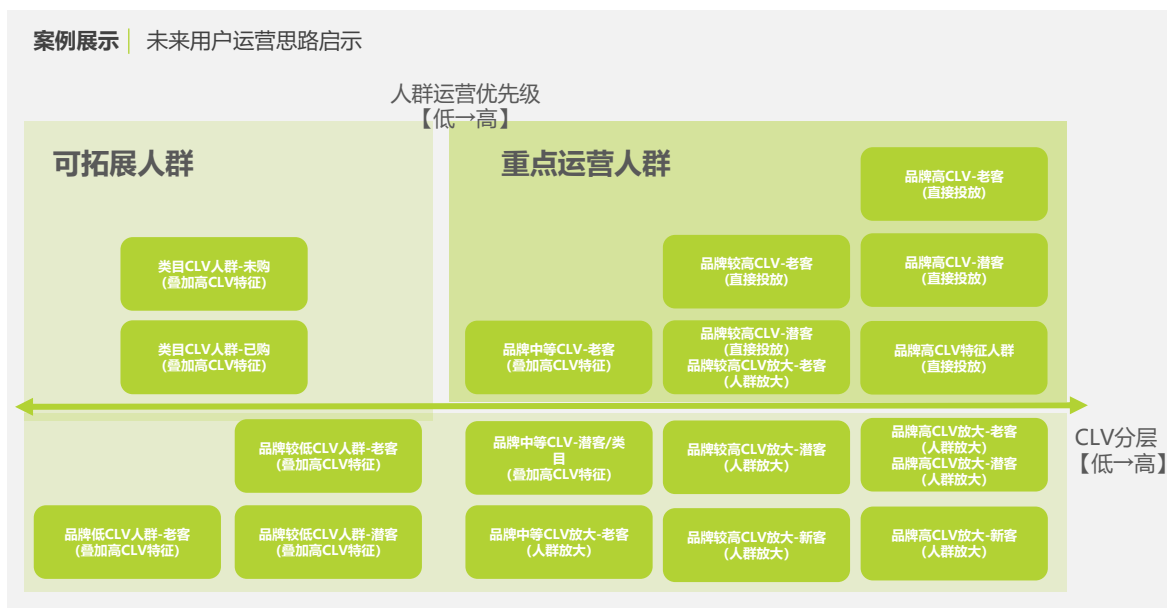 案例展示 未来用户运营思路启示
人群运营优先级
【低→高】
可拓展人群
重点运营人群
品牌高CLV-老客
(直接投放)
类目CLV人群-未购
(叠加高CLV特征)
品牌较高CLV-老客
(直接投放)
品牌高CLV-潜客
(直接投放)
类目CLV人群-已购
(叠加高CLV特征)
品牌中等CLV-老客
(叠加高CLV特征)
品牌较高CLV-潜客
(直接投放)
品牌较高CLV放大-老客
(人群放大)
品牌高CLV特征人群
(直接投放)
CLV分层
【低→高】
品牌较低CLV人群-老客
(叠加高CLV特征)
品牌中等CLV-潜客/类
目
(叠加高CLV特征)
品牌较高CLV放大-潜客
(人群放大)
品牌高CLV放大-老客
(人群放大)
品牌高CLV放大-潜客
(人群放大)
品牌低CLV人群-老客
(叠加高CLV特征)
品牌较低CLV人群-潜客
(叠加高CLV特征)
品牌中等CLV放大-老客
(人群放大)
品牌较高CLV放大-新客
(人群放大)
品牌高CLV放大-新客
(人群放大)